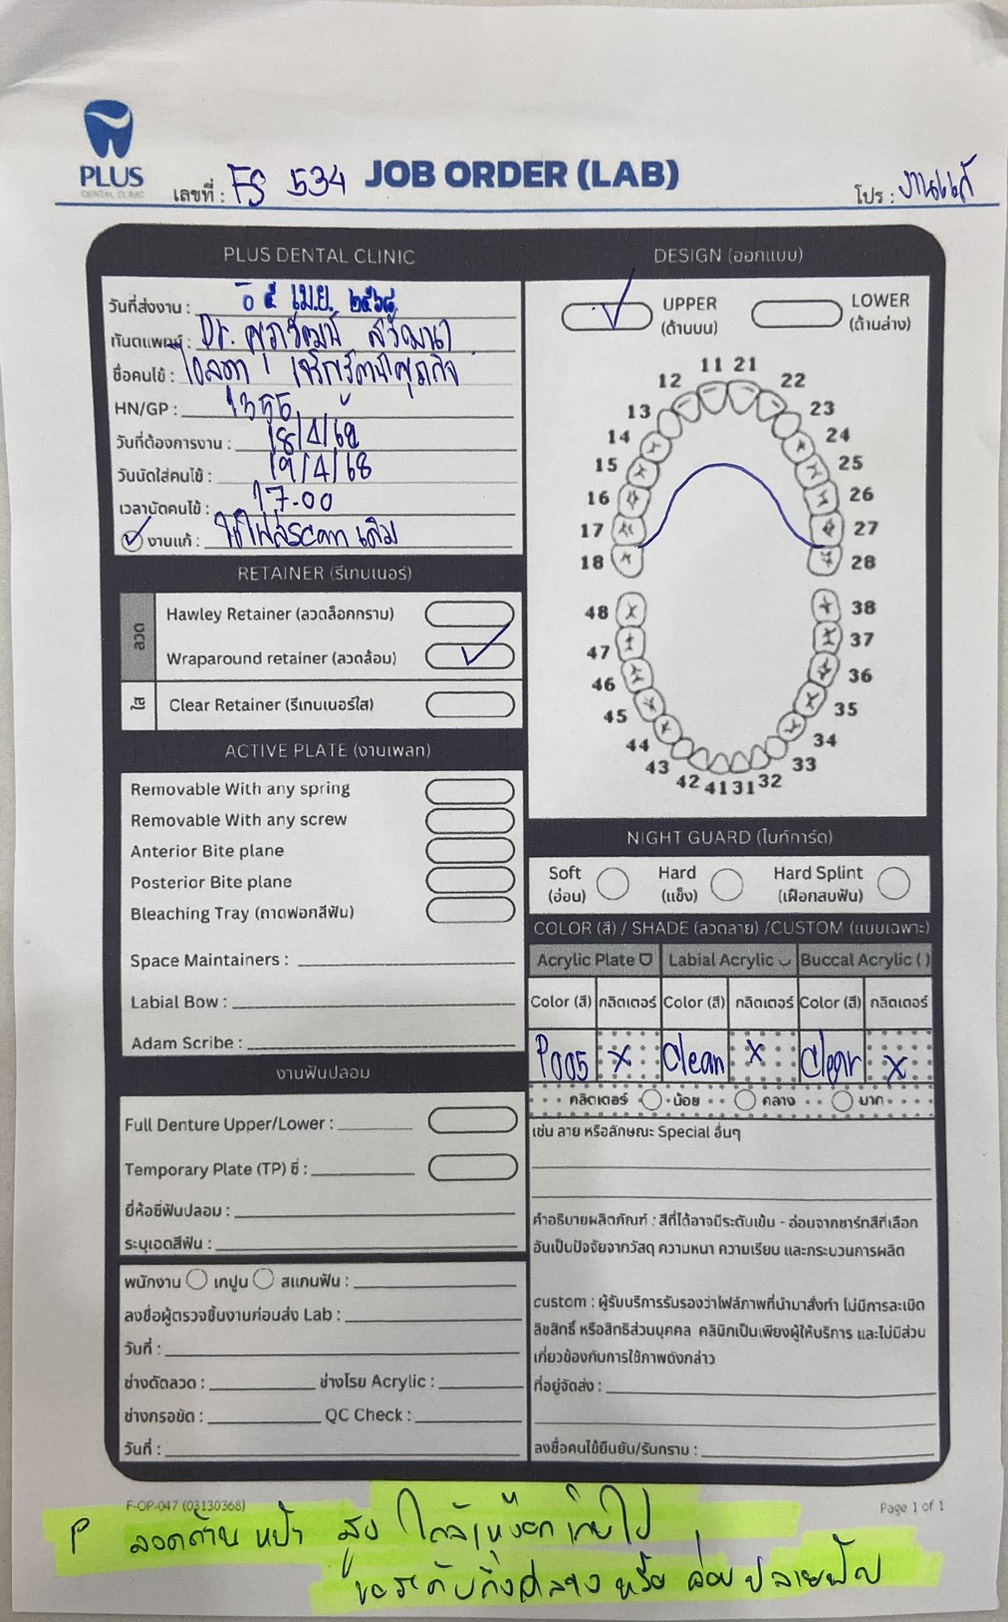 PLUS
DENTAL CLINIC
เลขที่ : FS 534
JOB ORDER (LAB)
โปร : งานแก้
PLUS DENTAL CLINIC
วันที่ส่งงาน : ๕ เม.ย. ๒๕๖๘
ทันตแพทย์ : Dr.
ชื่อคนไข้ :
HN/GP :
วันที่ต้องการงาน : 18/4/68
วันนัดใส่คนไข้ : 19/4/68
เวลานัดคนไข้ : 17.00
งานแก้ : ใช้ไฟล์scan เดิม
RETAINER (รีเทนเนอร์)
ลวด
Hawley Retainer (ลวดล็อกกราม)
Wraparound retainer (ลวดล้อม)
ใส
Clear Retainer (รีเทนเนอร์ใส)
ACTIVE PLATE (งานเพลท)
Removable With any spring
Removable With any screw
Anterior Bite plane
Posterior Bite plane
Bleaching Tray (ถาดฟอกสีฟัน)
Space Maintainers :
Labial Bow :
Adam Scribe :
งานฟันปลอม
Full Denture Upper/Lower :
Temporary Plate (TP) ซี่ :
ยี่ห้อซี่ฟันปลอม :
ระบุเฉดสีฟัน :
พนักงาน เทปูน สแกนฟัน :
ลงชื่อผู้ตรวจชิ้นงานก่อนส่ง Lab :
วันที่ :
ช่างดัดลวด : ช่างโรย Acrylic :
ช่างกรอขัด : QC Check :
วันที่ :
DESIGN (ออกแบบ)
UPPER
(ด้านบน)
LOWER
(ด้านล่าง)
11 21
12 22
13 23
14 24
15 25
16 26
17 27
18 28
48 38
47 37
46 36
45 35
44 34
43 33
42 41 31 32
NIGHT GUARD (ไนท์การ์ด)
Soft
(อ่อน)
Hard
(แข็ง)
Hard Splint
(เฝือกสบฟัน)
COLOR (สี) / SHADE (ลวดลาย) /CUSTOM (แบบเฉพาะ)
Acrylic Plate Labial Acrylic Buccal Acrylic ( )
Color (สี) กลิตเตอร์ Color (สี) กลิตเตอร์ Color (สี) กลิตเตอร์
P005 x Clear x Clear x
กลิตเตอร์ น้อย กลาง มาก
เช่น ลาย หรือลักษณะ Special อื่นๆ
คำอธิบายผลิตภัณฑ์ : สีที่ได้อาจมีระดับเข้ม - อ่อนจากชาร์ทสีที่เลือก
อันเป็นปัจจัยจากวัสดุ ความหนา ความเรียบ และกระบวนการผลิต
custom : ผู้รับบริการรับรองว่าไฟล์ภาพที่นำมาสั่งทำ ไม่มีการละเมิด
ลิขสิทธิ์ หรือสิทธิส่วนบุคคล คลินิกเป็นเพียงผู้ให้บริการ และไม่มีส่วน
เกี่ยวข้องกับการใช้ภาพดังกล่าว
ที่อยู่จัดส่ง :
ลงชื่อคนไข้ยืนยัน/รับทราบ :
F-OP-047 (03130368)
Page 1 of 1
ลวดด้าน หน้า สูง ใกล้เหงือกเกินไป
ขอระดับกึ่งกลาง หรือ ค่อนปลายฟัน